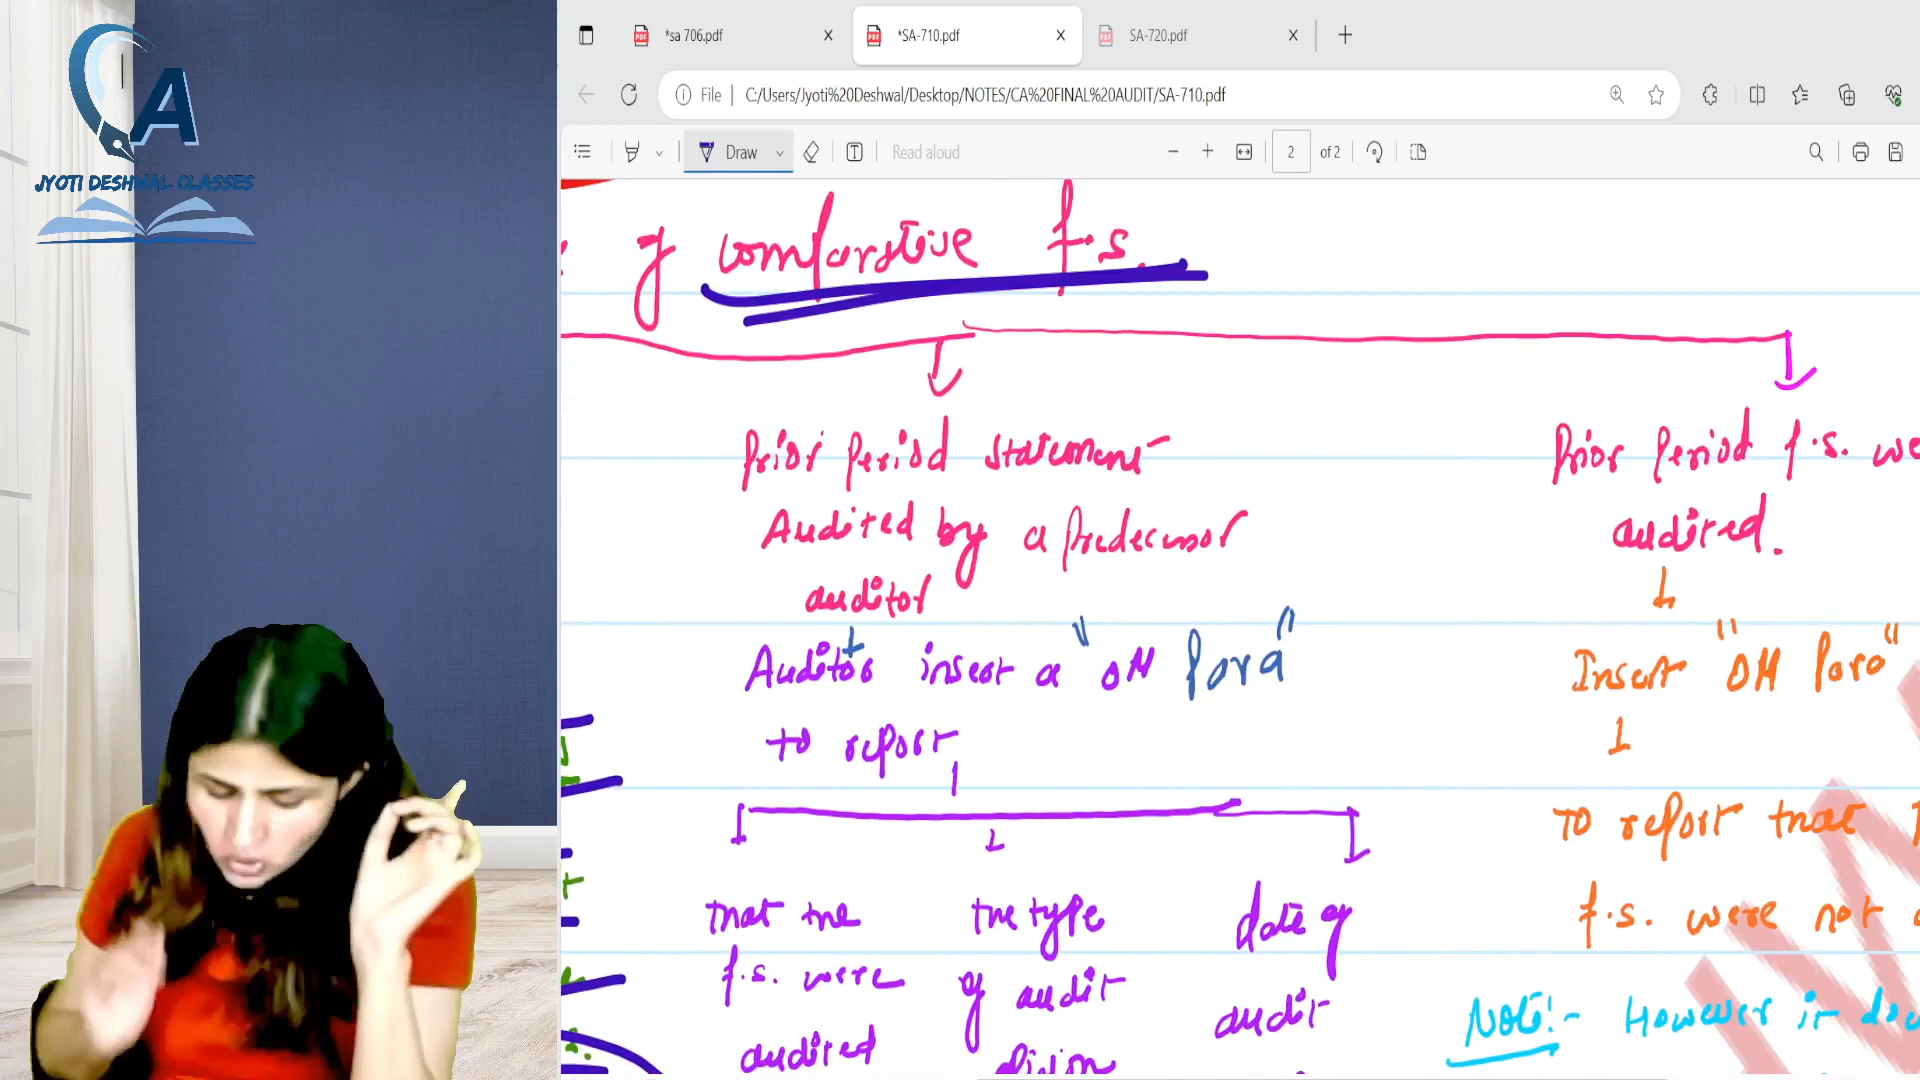 *sa 706.pdf
*SA-710.pdf
SA-720.pdf
File
C:/Users/Jyoti%20Deshwal/Desktop/NOTES/CA%20FINAL%20AUDIT/SA-710.pdf
Draw
Read aloud
2 of 2
CA
JYOTI DESHWAL CLASSES
of comparative f.s.
Prior Period statement
Audited by a Predecessor
auditor
Auditor insert a "OM Para"
to report
that the
f.s. were
audited
the type
of audit
opinion
date of
audit
Prior Period f.s. we
audited.
Insert "OM Para"
To report that
f.s. were not
Note:- However it